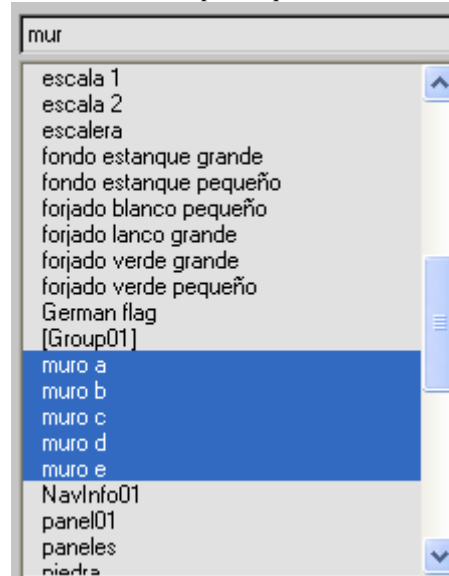 mur
escala 1
escala 2
escalera
fondo estanque grande
fondo estanque pequeño
forjado blanco pequeño
forjado lanco grande
forjado verde grande
forjado verde pequeño
German flag
[Group01]
muro a
muro b
muro c
muro d
muro e
NavInfo01
panel01
paneles
piedra